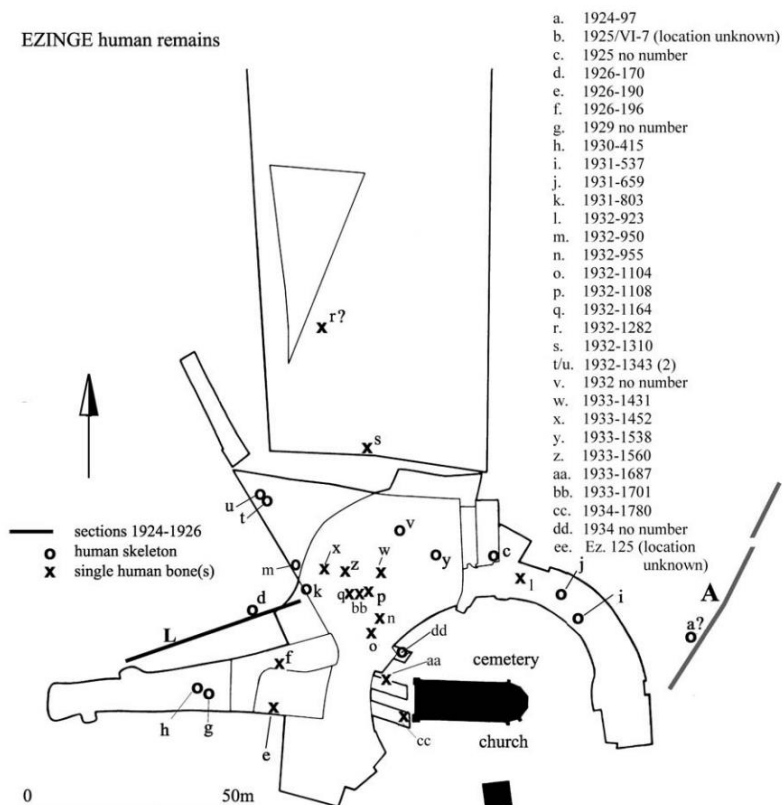 EZINGE human remains
a. 1924-97
b. 1925/VI-7 (location unknown)
c. 1925 no number
d. 1926-170
e. 1926-190
f. 1926-196
g. 1929 no number
h. 1930-415
i. 1931-537
j. 1931-659
k. 1931-803
l. 1932-923
m. 1932-950
n. 1932-955
o. 1932-1104
p. 1932-1108
q. 1932-1164
r. 1932-1282
s. 1932-1310
t/u. 1932-1343 (2)
v. 1932 no number
w. 1933-1431
x. 1933-1452
y. 1933-1538
z. 1933-1560
aa. 1933-1687
bb. 1933-1701
cc. 1934-1780
dd. 1934 no number
ee. Ez. 125 (location
unknown)
sections 1924-1926
o human skeleton
x single human bone(s)
r?
s
u
t
v
m
x
z
w
y
c
k
q
bb
p
l
j
i
d
n
o
L
A
a?
dd
f
aa
cemetery
h
g
e
cc
church
0 50m